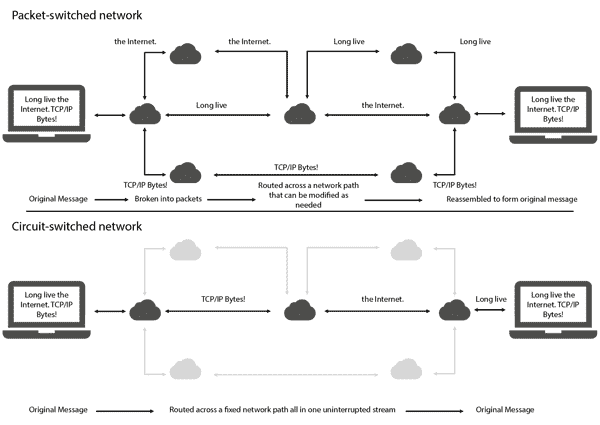 Packet-switched network
the Internet.
the Internet.
Long live
Long live
Long live the
Internet. TCP/IP
Bytes!
Long live
the Internet.
Long live the
Internet. TCP/IP
Bytes!
TCP/IP Bytes!
TCP/IP Bytes!
TCP/IP Bytes!
Original Message
Broken into packets
Routed across a network path
that can be modified as
needed
Reassembled to form original message
Circuit-switched network
Long live the
Internet. TCP/IP
Bytes!
TCP/IP Bytes!
the Internet.
Long live
Long live the
Internet. TCP/IP
Bytes!
Original Message
Routed across a fixed network path all in one uninterrupted stream
Original Message